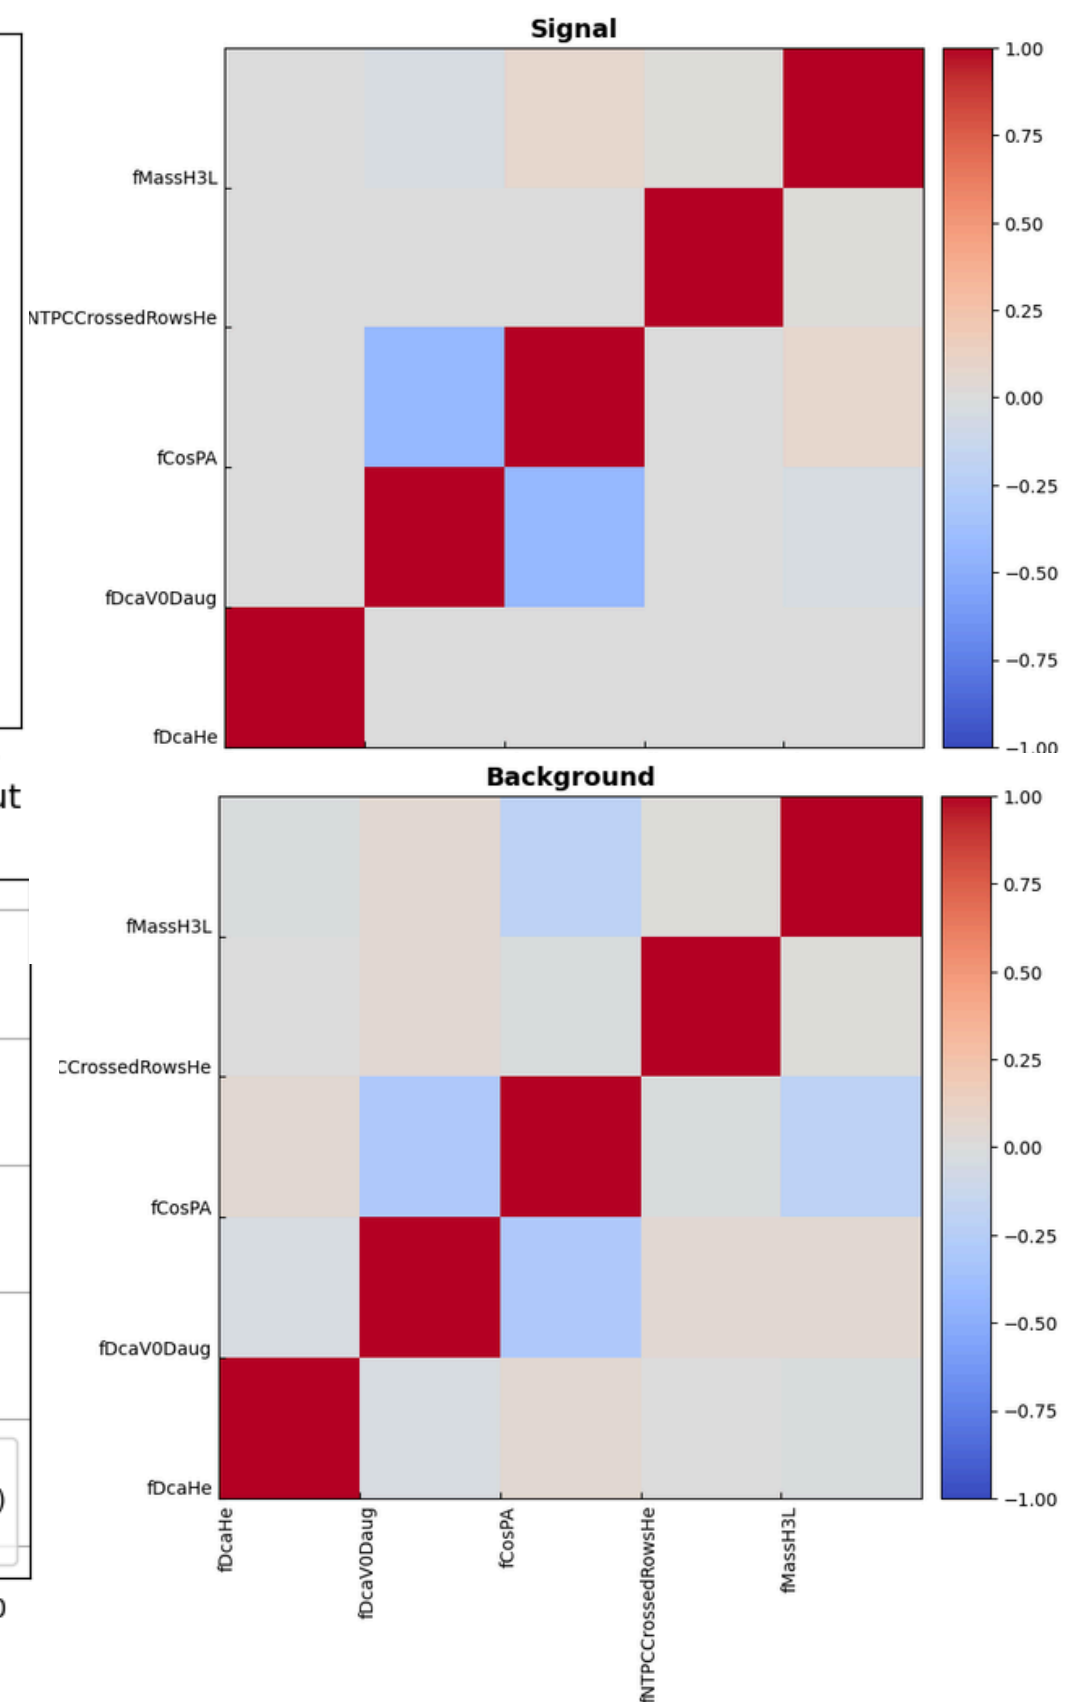 Signal
fMassH3L
NTPCCrossedRowsHe
fCosPA
fDcaV0Daug
fDcaHe
1.00
0.75
0.50
0.25
0.00
−0.25
−0.50
−0.75
−1.00
ut
Background
fMassH3L
CCrossedRowsHe
fCosPA
fDcaV0Daug
fDcaHe
1.00
0.75
0.50
0.25
0.00
−0.25
−0.50
−0.75
−1.00
)
0
fDcaHe
fDcaV0Daug
fCosPA
fNTPCCrossedRowsHe
fMassH3L